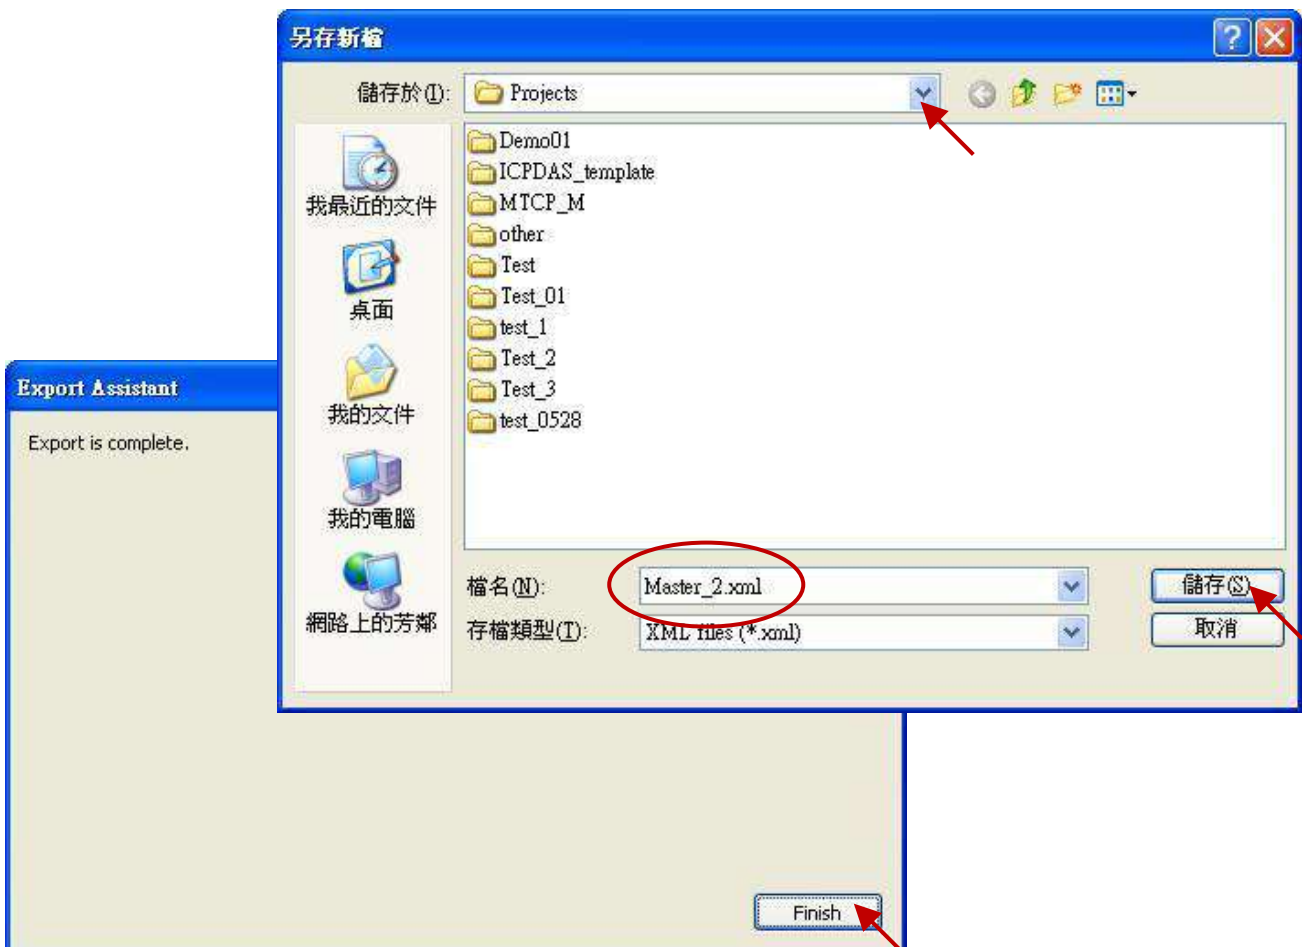 另存新檔
儲存於(I):
Projects
Demo01
ICPDAS_template
MTCP_M
other
Test
Test_01
test_1
Test_2
Test_3
test_0528
我最近的文件
桌面
我的文件
我的電腦
網路上的芳鄰
檔名(N):
Master_2.xml
儲存(S)
存檔類型(T):
XML files (*.xml)
取消
Export Assistant
Export is complete.
Finish